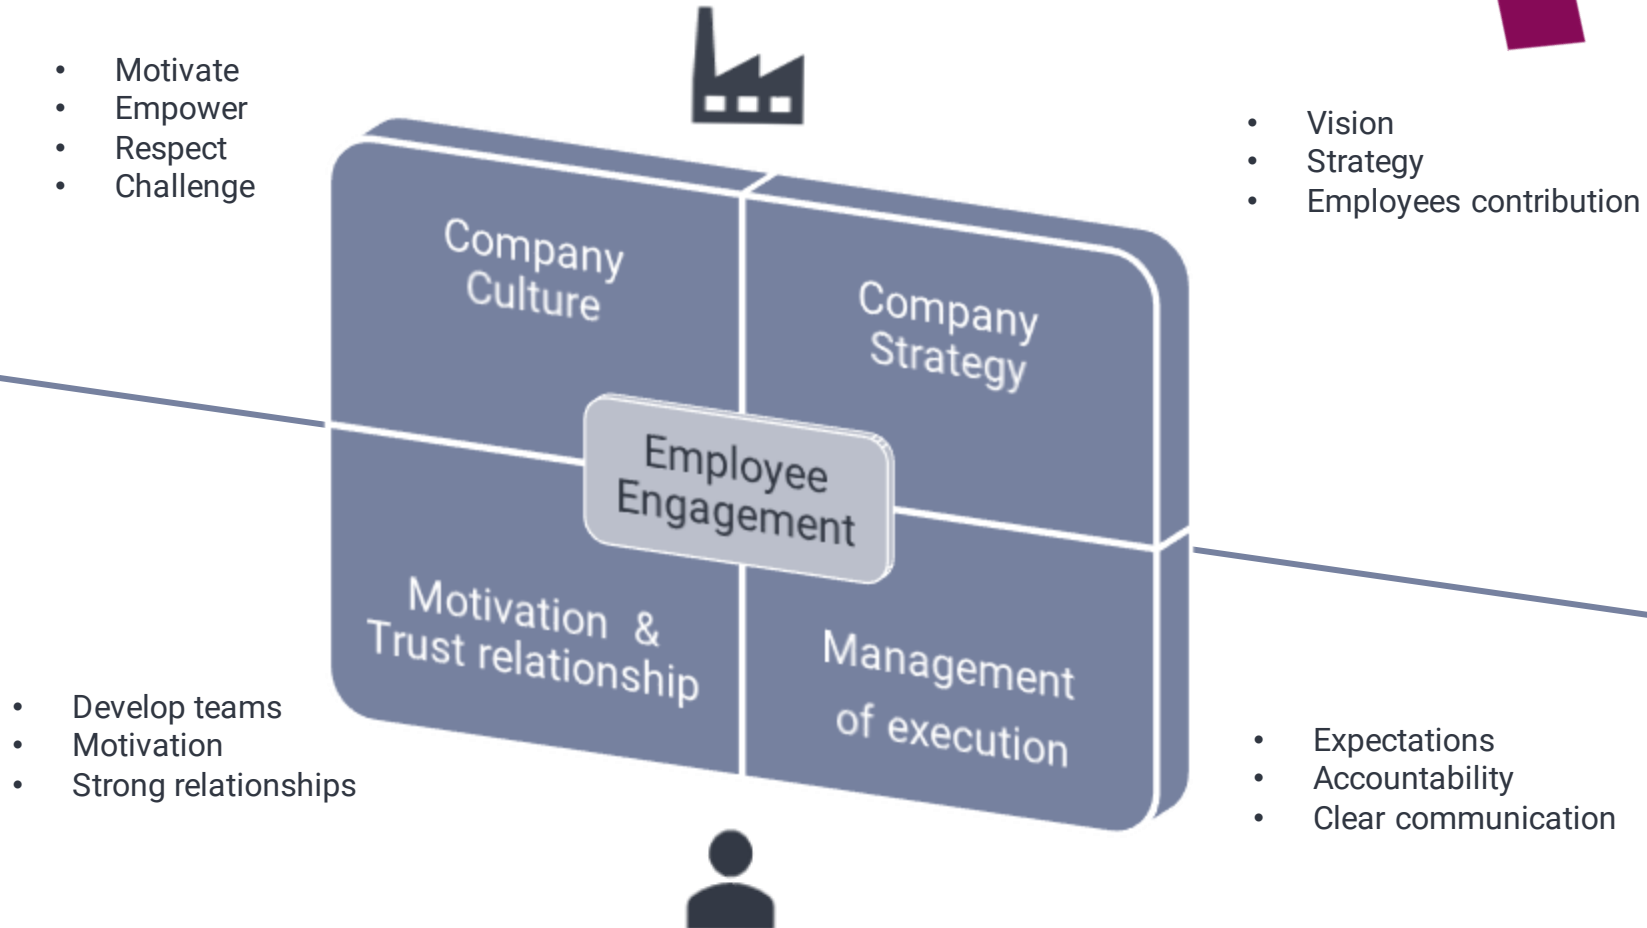 • Motivate
• Empower
• Respect
• Challenge
• Vision
• Strategy
• Employees contribution
Company
Culture
Company
Strategy
Employee
Engagement
Motivation &
Trust relationship
Management
of execution
• Develop teams
• Motivation
• Strong relationships
• Expectations
• Accountability
• Clear communication